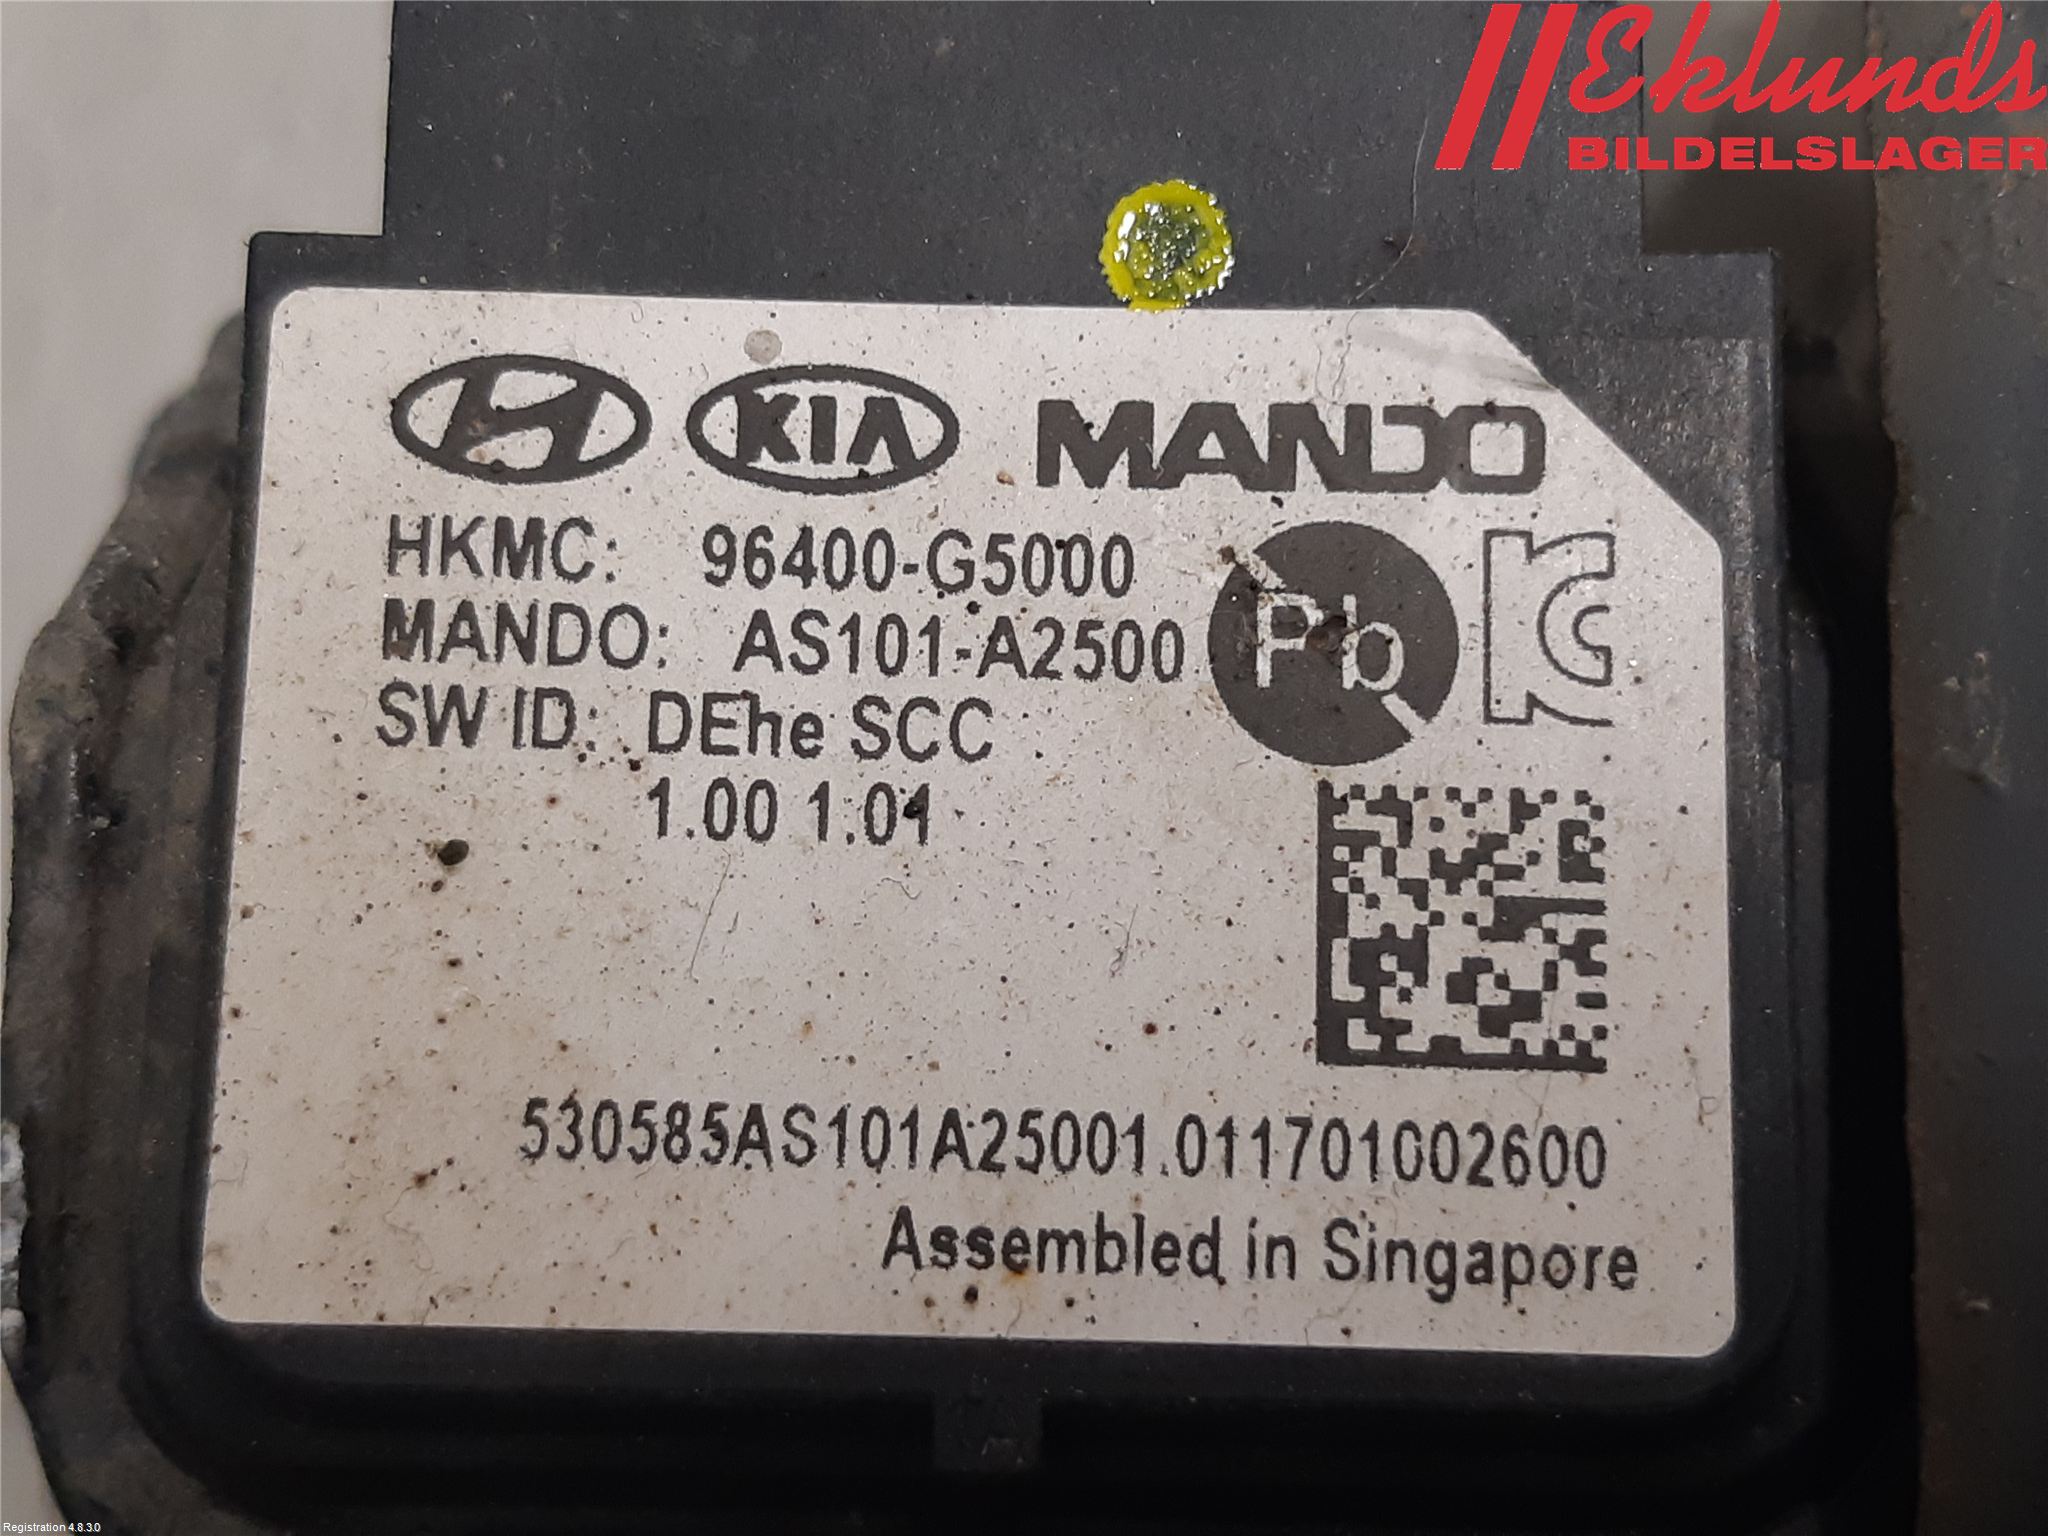 Eklunds
BILDELSLAGER
KIA MANDO
HKMC: 96400-G5000
MANDO: AS101-A2500
Pb
SW ID: DEhe SCC
1.00 1.01
530585AS101A25001.011701002600
Assembled in Singapore
Registration 4.8.3.0